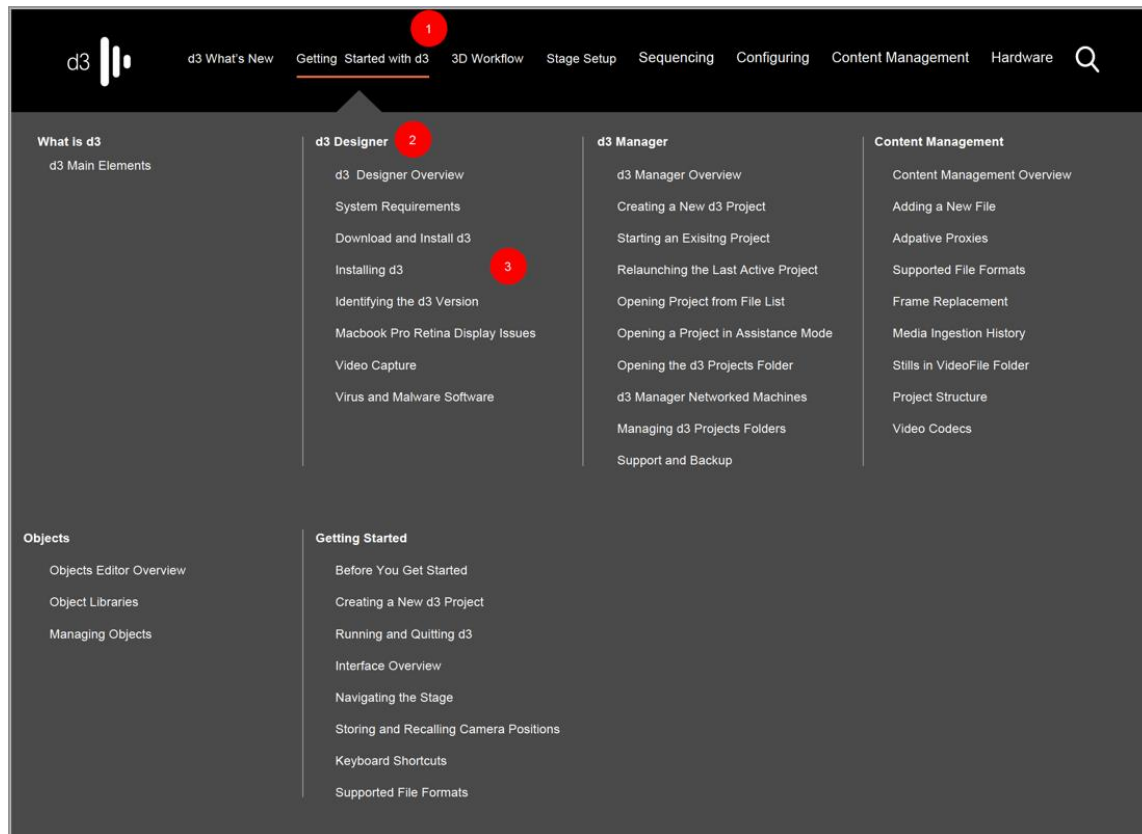 1
d3 d3 What's New Getting Started with d3 3D Workflow Stage Setup Sequencing Configuring Content Management Hardware
What is d3
d3 Main Elements
d3 Designer 2
d3 Designer Overview
System Requirements
Download and Install d3
Installing d3 3
Identifying the d3 Version
Macbook Pro Retina Display Issues
Video Capture
Virus and Malware Software
d3 Manager
d3 Manager Overview
Creating a New d3 Project
Starting an Exisitng Project
Relaunching the Last Active Project
Opening Project from File List
Opening a Project in Assistance Mode
Opening the d3 Projects Folder
d3 Manager Networked Machines
Managing d3 Projects Folders
Support and Backup
Content Management
Content Management Overview
Adding a New File
Adpative Proxies
Supported File Formats
Frame Replacement
Media Ingestion History
Stills in VideoFile Folder
Project Structure
Video Codecs
Objects
Objects Editor Overview
Object Libraries
Managing Objects
Getting Started
Before You Get Started
Creating a New d3 Project
Running and Quitting d3
Interface Overview
Navigating the Stage
Storing and Recalling Camera Positions
Keyboard Shortcuts
Supported File Formats